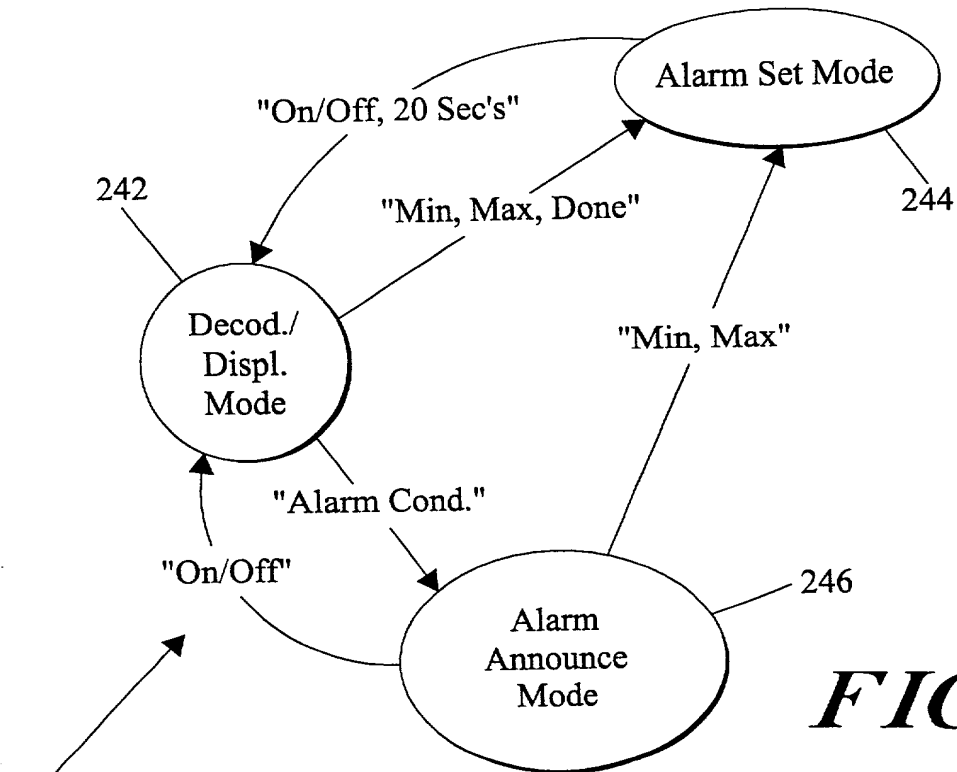 Alarm Set Mode
"On/Off, 20 Sec's"
242
244
"Min, Max, Done"
Decod./
Displ.
Mode
"Min, Max"
"Alarm Cond."
"On/Off"
246
Alarm
Announce
Mode